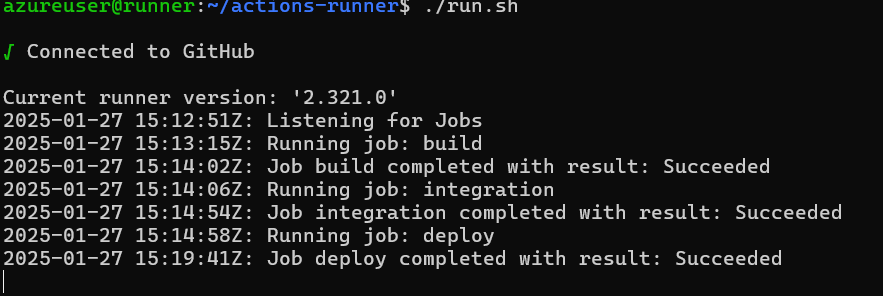 azureuser@runner:~/actions-runner$ ./run.sh
√ Connected to GitHub
Current runner version: '2.321.0'
2025-01-27 15:12:51Z: Listening for Jobs
2025-01-27 15:13:15Z: Running job: build
2025-01-27 15:14:02Z: Job build completed with result: Succeeded
2025-01-27 15:14:06Z: Running job: integration
2025-01-27 15:14:54Z: Job integration completed with result: Succeeded
2025-01-27 15:14:58Z: Running job: deploy
2025-01-27 15:19:41Z: Job deploy completed with result: Succeeded